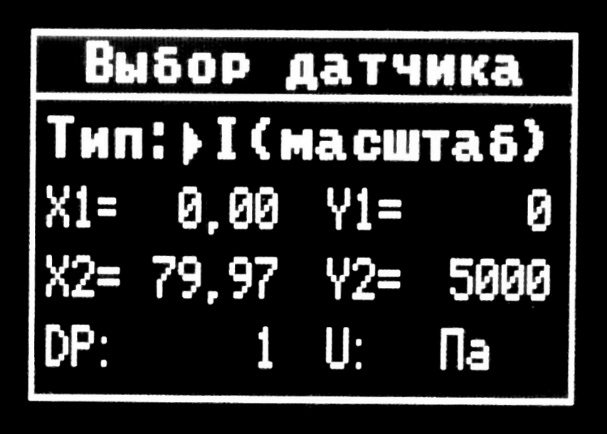 Выбор датчика
Тип:▶I(масштаб)
X1= 0,00 Y1= 0
X2= 79,97 Y2= 5000
DP: 1 U: Па